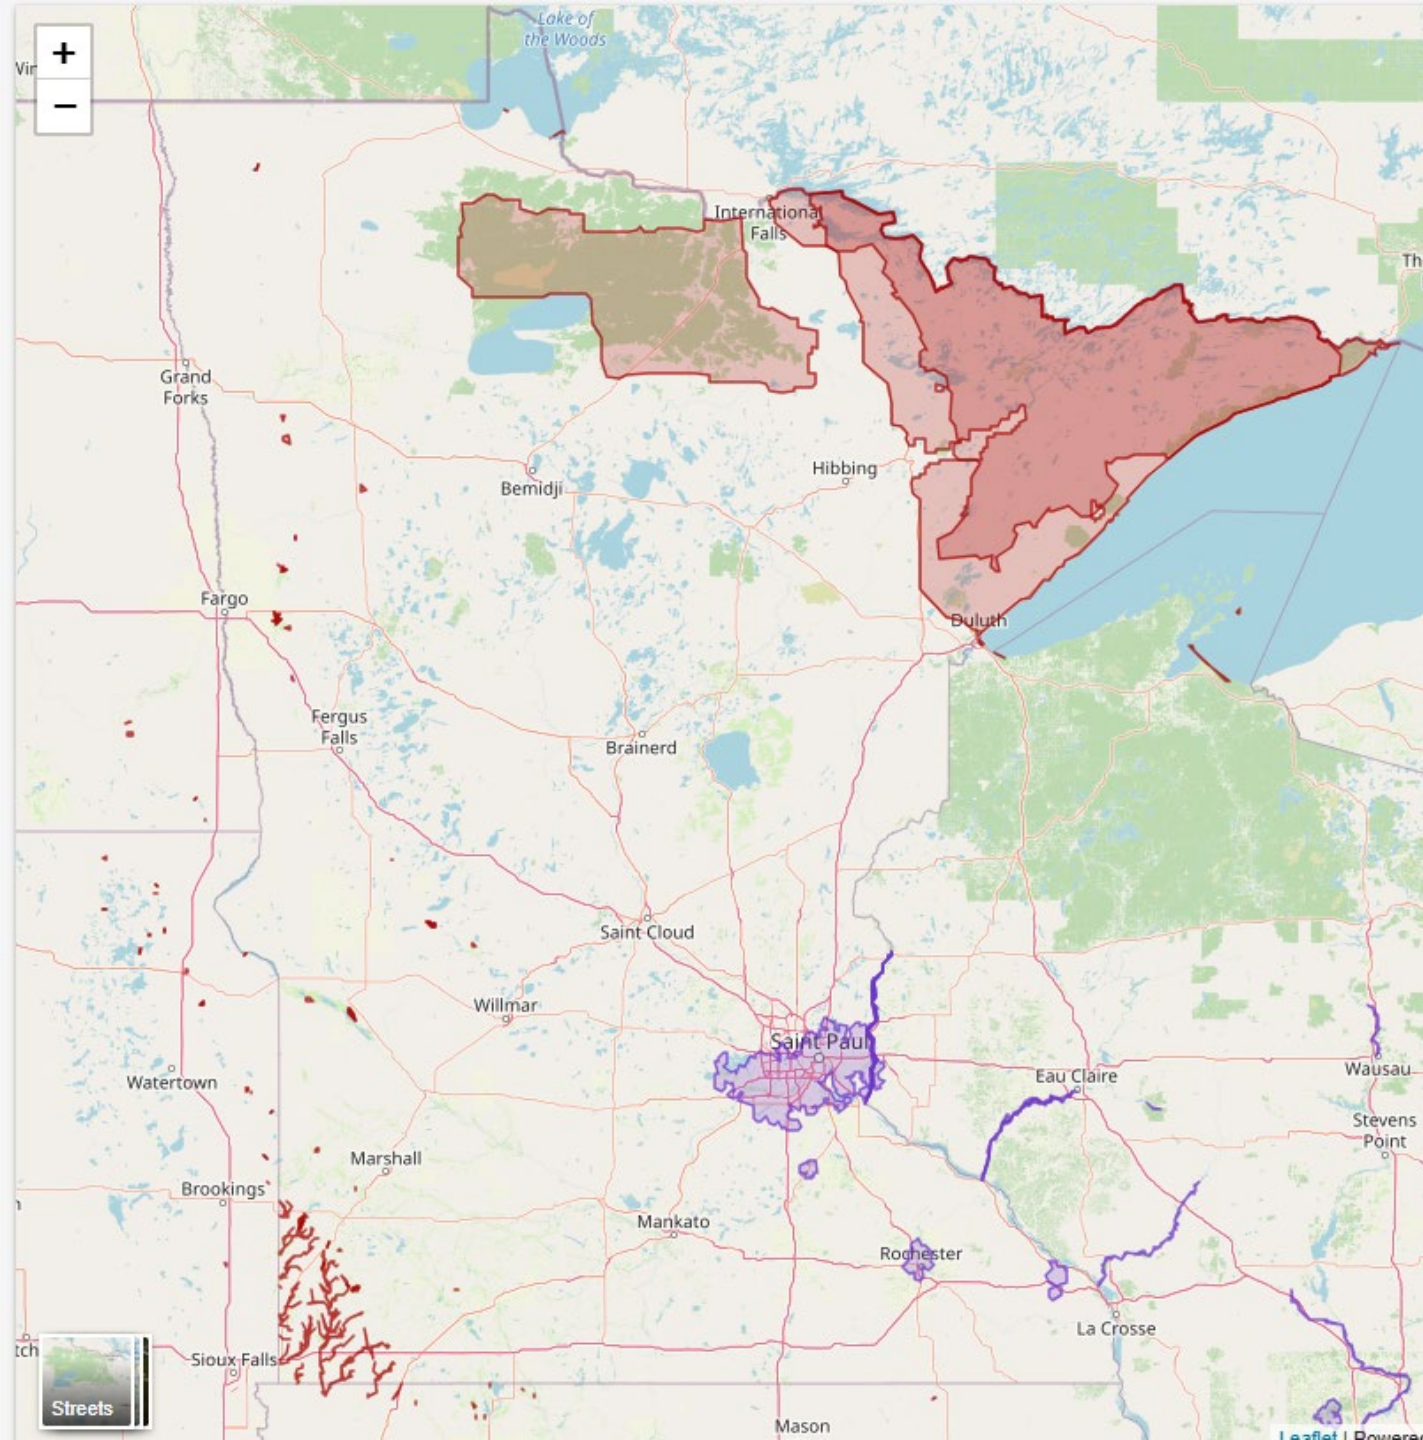 Lake of
the Woods
+
−
International
Falls
Grand
Forks
Hibbing
Bemidji
Fargo
Duluth
Fergus
Falls
Brainerd
Saint Cloud
Willmar
Saint Paul
Watertown
Eau Claire
Wausau
Stevens
Point
Marshall
Brookings
Mankato
Rochester
La Crosse
Sioux Falls
Streets
Mason
Leaflet | Powere